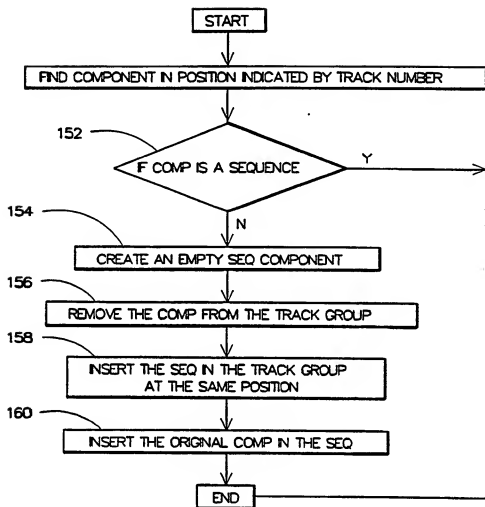 START
FIND COMPONENT IN POSITION INDICATED BY TRACK NUMBER
152
IF COMP IS A SEQUENCE
Y
N
154
CREATE AN EMPTY SEQ COMPONENT
156
REMOVE THE COMP FROM THE TRACK GROUP
158
INSERT THE SEQ IN THE TRACK GROUP
AT THE SAME POSITION
160
INSERT THE ORIGINAL COMP IN THE SEQ
END